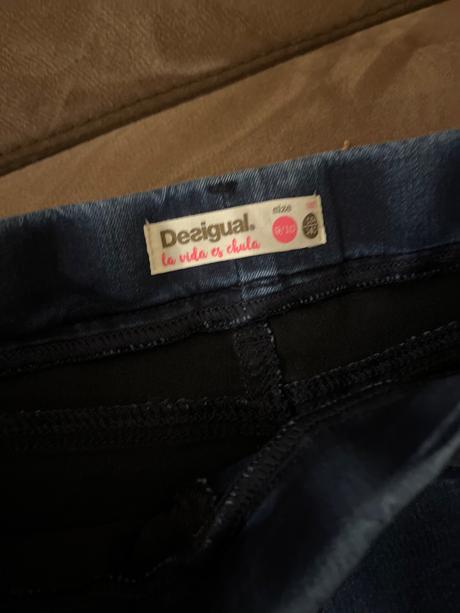 Desigual.
la vida es chula
size
9/10